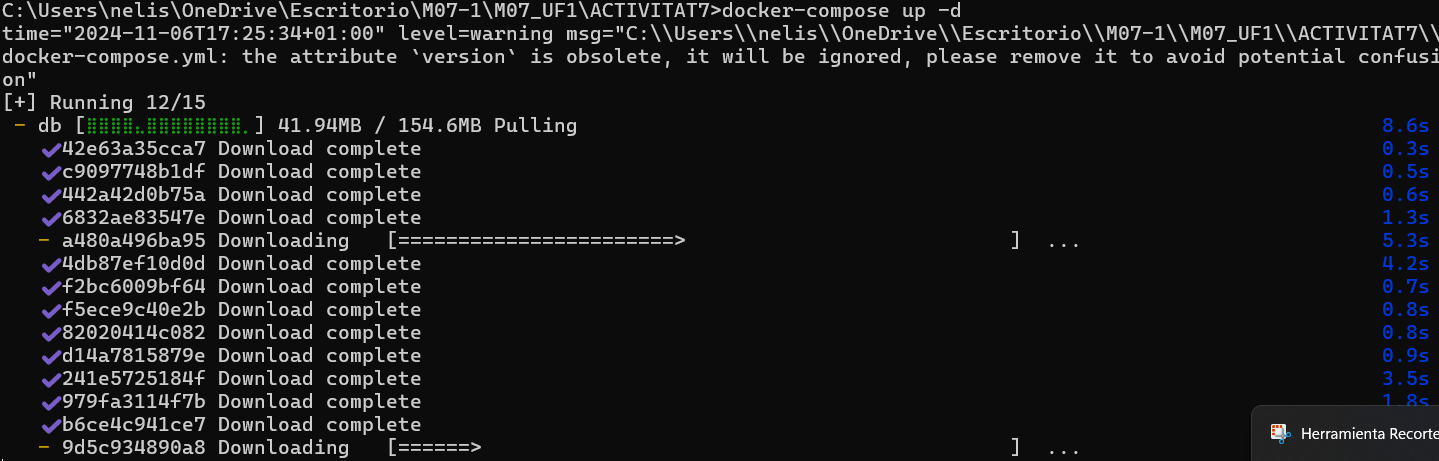 C:\Users\nelis\OneDrive\Escritorio\M07-1\M07_UF1\ACTIVITAT7>docker-compose up -d
time="2024-11-06T17:25:34+01:00" level=warning msg="C:\\Users\\nelis\\OneDrive\\Escritorio\\M07-1\\M07_UF1\\ACTIVITAT7\\
docker-compose.yml: the attribute `version` is obsolete, it will be ignored, please remove it to avoid potential confusi
on"
[+] Running 12/15
- db [⣿⣿⣿⣿⣄⣿⣿⣿⣿⣿⣿⣿⣿⡀] 41.94MB / 154.6MB Pulling 8.6s
✔42e63a35cca7 Download complete 0.3s
✔c9097748b1df Download complete 0.5s
✔442a42d0b75a Download complete 0.6s
✔6832ae83547e Download complete 1.3s
- a480a496ba95 Downloading [=======================> ] ... 5.3s
✔4db87ef10d0d Download complete 4.2s
✔f2bc6009bf64 Download complete 0.7s
✔f5ece9c40e2b Download complete 0.8s
✔82020414c082 Download complete 0.8s
✔d14a7815879e Download complete 0.9s
✔241e5725184f Download complete 3.5s
✔979fa3114f7b Download complete 1.8s
✔b6ce4c941ce7 Download complete
- 9d5c934890a8 Downloading [======> ] ...
Herramienta Recorte